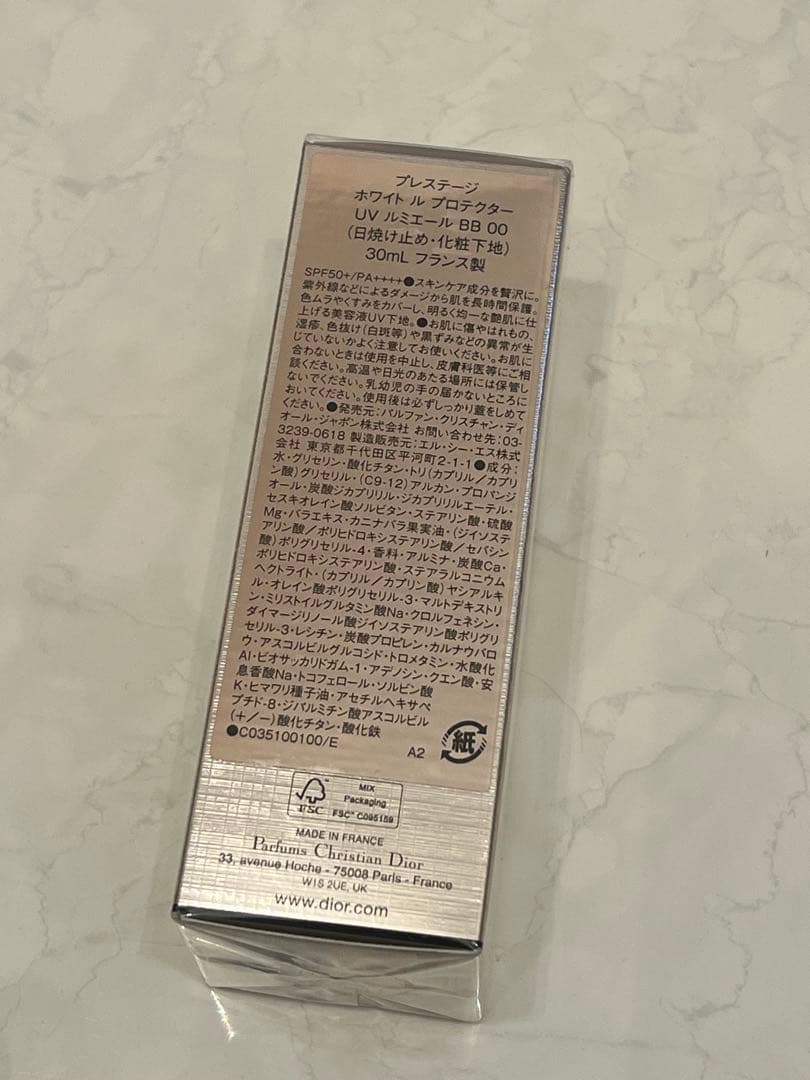 プレステージ
ホワイト ル プロテクター
UV ルミエール BB 00
(日焼け止め・化粧下地)
30mL フランス製
SPF50+/PA++++●スキンケア成分を贅沢に。
紫外線などによるダメージから肌を長時間保護。
色ムラやくすみをカバーし、明るく均一な艶肌に仕
上げる美容液UV下地。●お肌に傷やはれもの、
湿疹、色抜け(白斑等)や黒ずみなどの異常が生
じていないかよく注意してお使いください。お肌に
合わないときは使用を中止し、皮膚科医等にご相
談ください。高温や日光のあたる場所には保管し
ないでください。乳幼児の手の届かないところに
おいてください。使用後は必ずしっかり蓋をしめて
ください。●発売元:パルファン・クリスチャン・ディ
オール・ジャポン株式会社 お問い合わせ先:03-
3239-0618 製造販売元:エル・シー・エス株式
会社 東京都千代田区平河町2-1-1●成分:
水・グリセリン・酸化チタン・トリ(カプリル/カプリン
酸)グリセリル・(C9-12)アルカン・プロパンジ
オール・炭酸ジカプリリル・ジカプリリルエーテル・
セスキオレイン酸ソルビタン・ステアリン酸・硫酸
Mg・バラエキス・カニナバラ果実油・(ジイソステ
アリン酸/ポリヒドロキシステアリン酸/セバシン
酸)ポリグリセリル-4・香料・アルミナ・炭酸Ca・
ポリヒドロキシステアリン酸・ステアラルコニウム
ヘクトライト・(カプリル/カプリン酸)ヤシアルキ
ル・オレイン酸ポリグリセリル-3・マルトデキストリ
ン・ミリストイルグルタミン酸Na・クロルフェネシン・
ダイマージリノール酸ジイソステアリン酸ポリグリ
セリル-3・レシチン・炭酸プロピレン・カルナウバロ
ウ・アスコルビルグルコシド・トロメタミン・水酸化
Al・ビオサッカリドガム-1・アデノシン・クエン酸・安
息香酸Na・トコフェロール・ソルビン酸
K・ヒマワリ種子油・アセチルヘキサペ
プチド-8・ジパルミチン酸アスコルビル
(+/−)酸化チタン・酸化鉄
●C035100100/E A2 紙
FSC™
MIX
Packaging
FSC® C095159
MADE IN FRANCE
Parfums Christian Dior
33, avenue Hoche - 75008 Paris - France
W1S 2UE, UK
www.dior.com